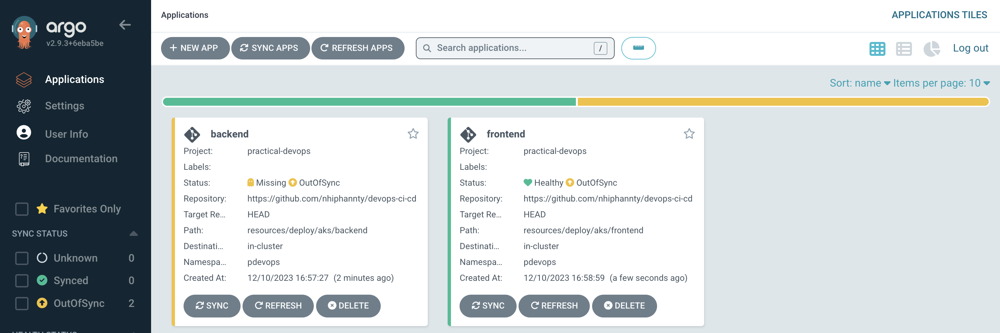 argo
v2.9.3+6eba5be
Applications
Settings
User Info
Documentation
Favorites Only
SYNC STATUS
Unknown 0
Synced 0
OutOfSync 2
HEALTH STATUS
Applications
APPLICATIONS TILES
+ NEW APP
SYNC APPS
REFRESH APPS
Search applications...
/
Log out
Sort: name
Items per page: 10
backend
Project: practical-devops
Labels:
Status: Missing OutOfSync
Repository: https://github.com/nhiphannty/devops-ci-cd
Target Re... HEAD
Path: resources/deploy/aks/backend
Destinati... in-cluster
Namespa... pdevops
Created At: 12/10/2023 16:57:27 (2 minutes ago)
SYNC
REFRESH
DELETE
frontend
Project: practical-devops
Labels:
Status: Healthy OutOfSync
Repository: https://github.com/nhiphannty/devops-ci-cd
Target Re... HEAD
Path: resources/deploy/aks/frontend
Destinati... in-cluster
Namespa... pdevops
Created At: 12/10/2023 16:58:59 (a few seconds ago)
SYNC
REFRESH
DELETE